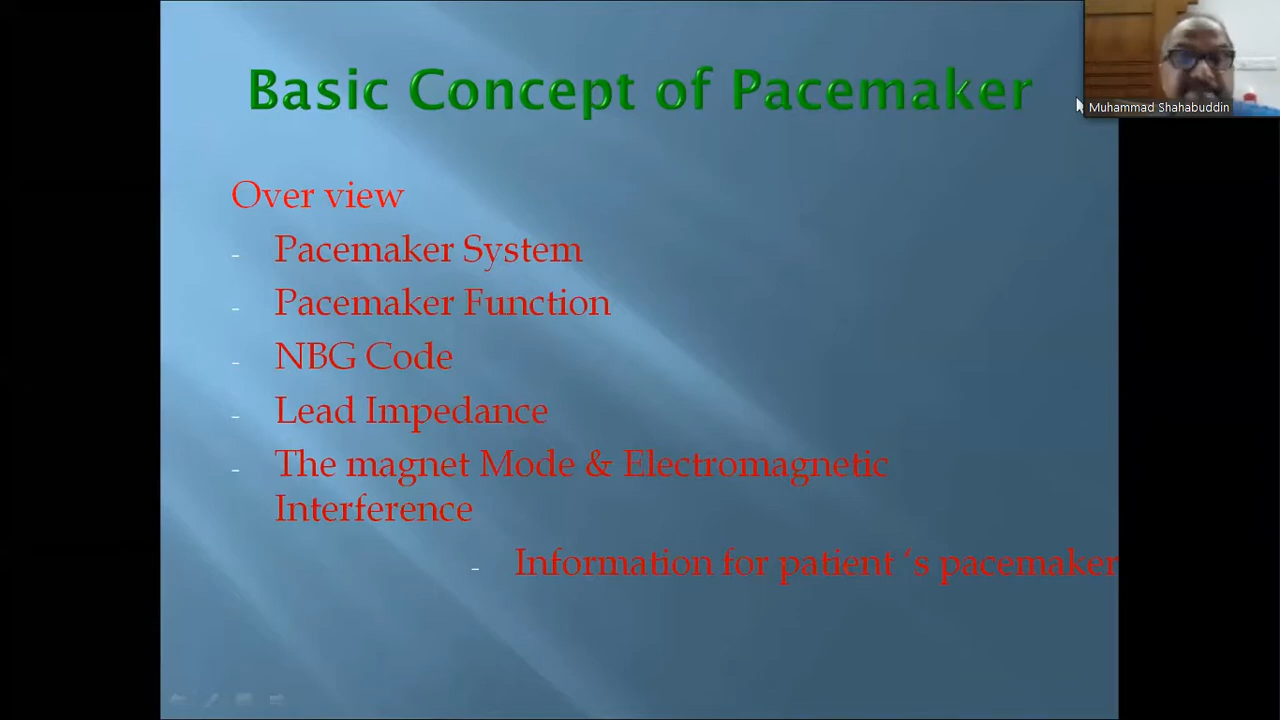 Basic Concept of Pacemaker
Muhammad Shahabuddin
Over view
- Pacemaker System
- Pacemaker Function
- NBG Code
- Lead Impedance
- The magnet Mode & Electromagnetic
Interference
- Information for patient ‘s pacemaker